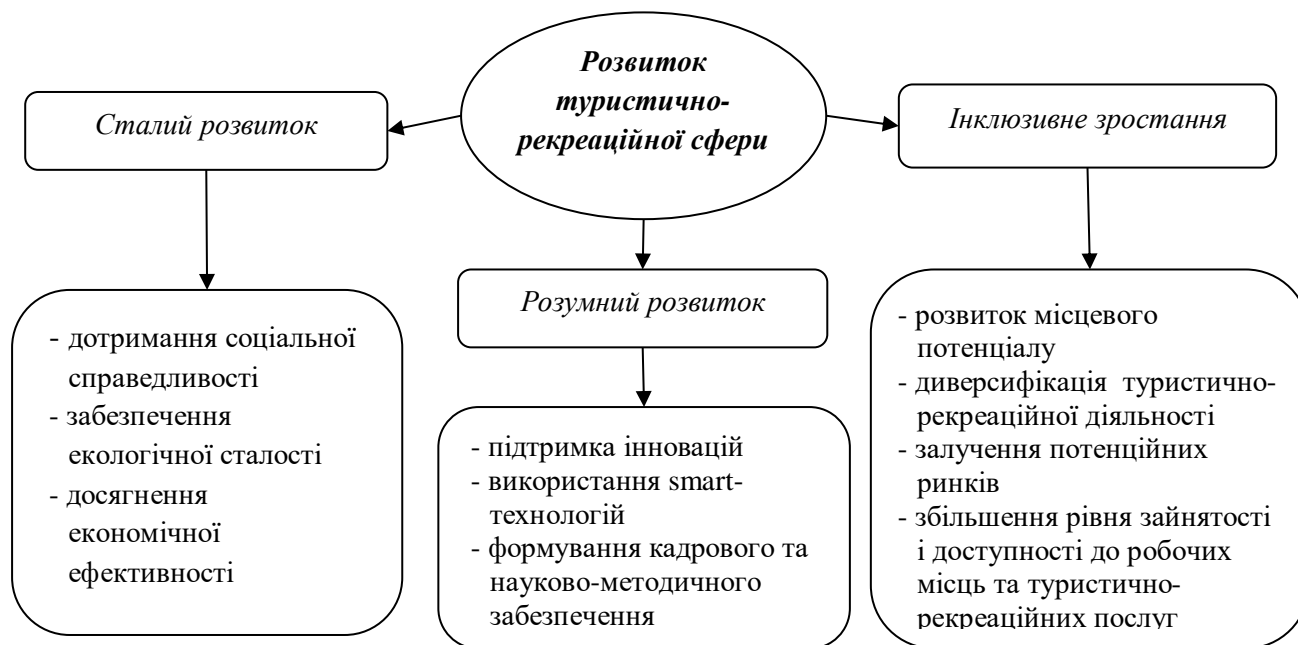 Розвиток
туристично-
рекреаційної сфери
Сталий розвиток
Інклюзивне зростання
Розумний розвиток
- дотримання соціальної
справедливості
- забезпечення
екологічної сталості
- досягнення
економічної
ефективності
- підтримка інновацій
- використання smart-
технологій
- формування кадрового та
науково-методичного
забезпечення
- розвиток місцевого
потенціалу
- диверсифікація туристично-
рекреаційної діяльності
- залучення потенційних
ринків
- збільшення рівня зайнятості
і доступності до робочих
місць та туристично-
рекреаційних послуг